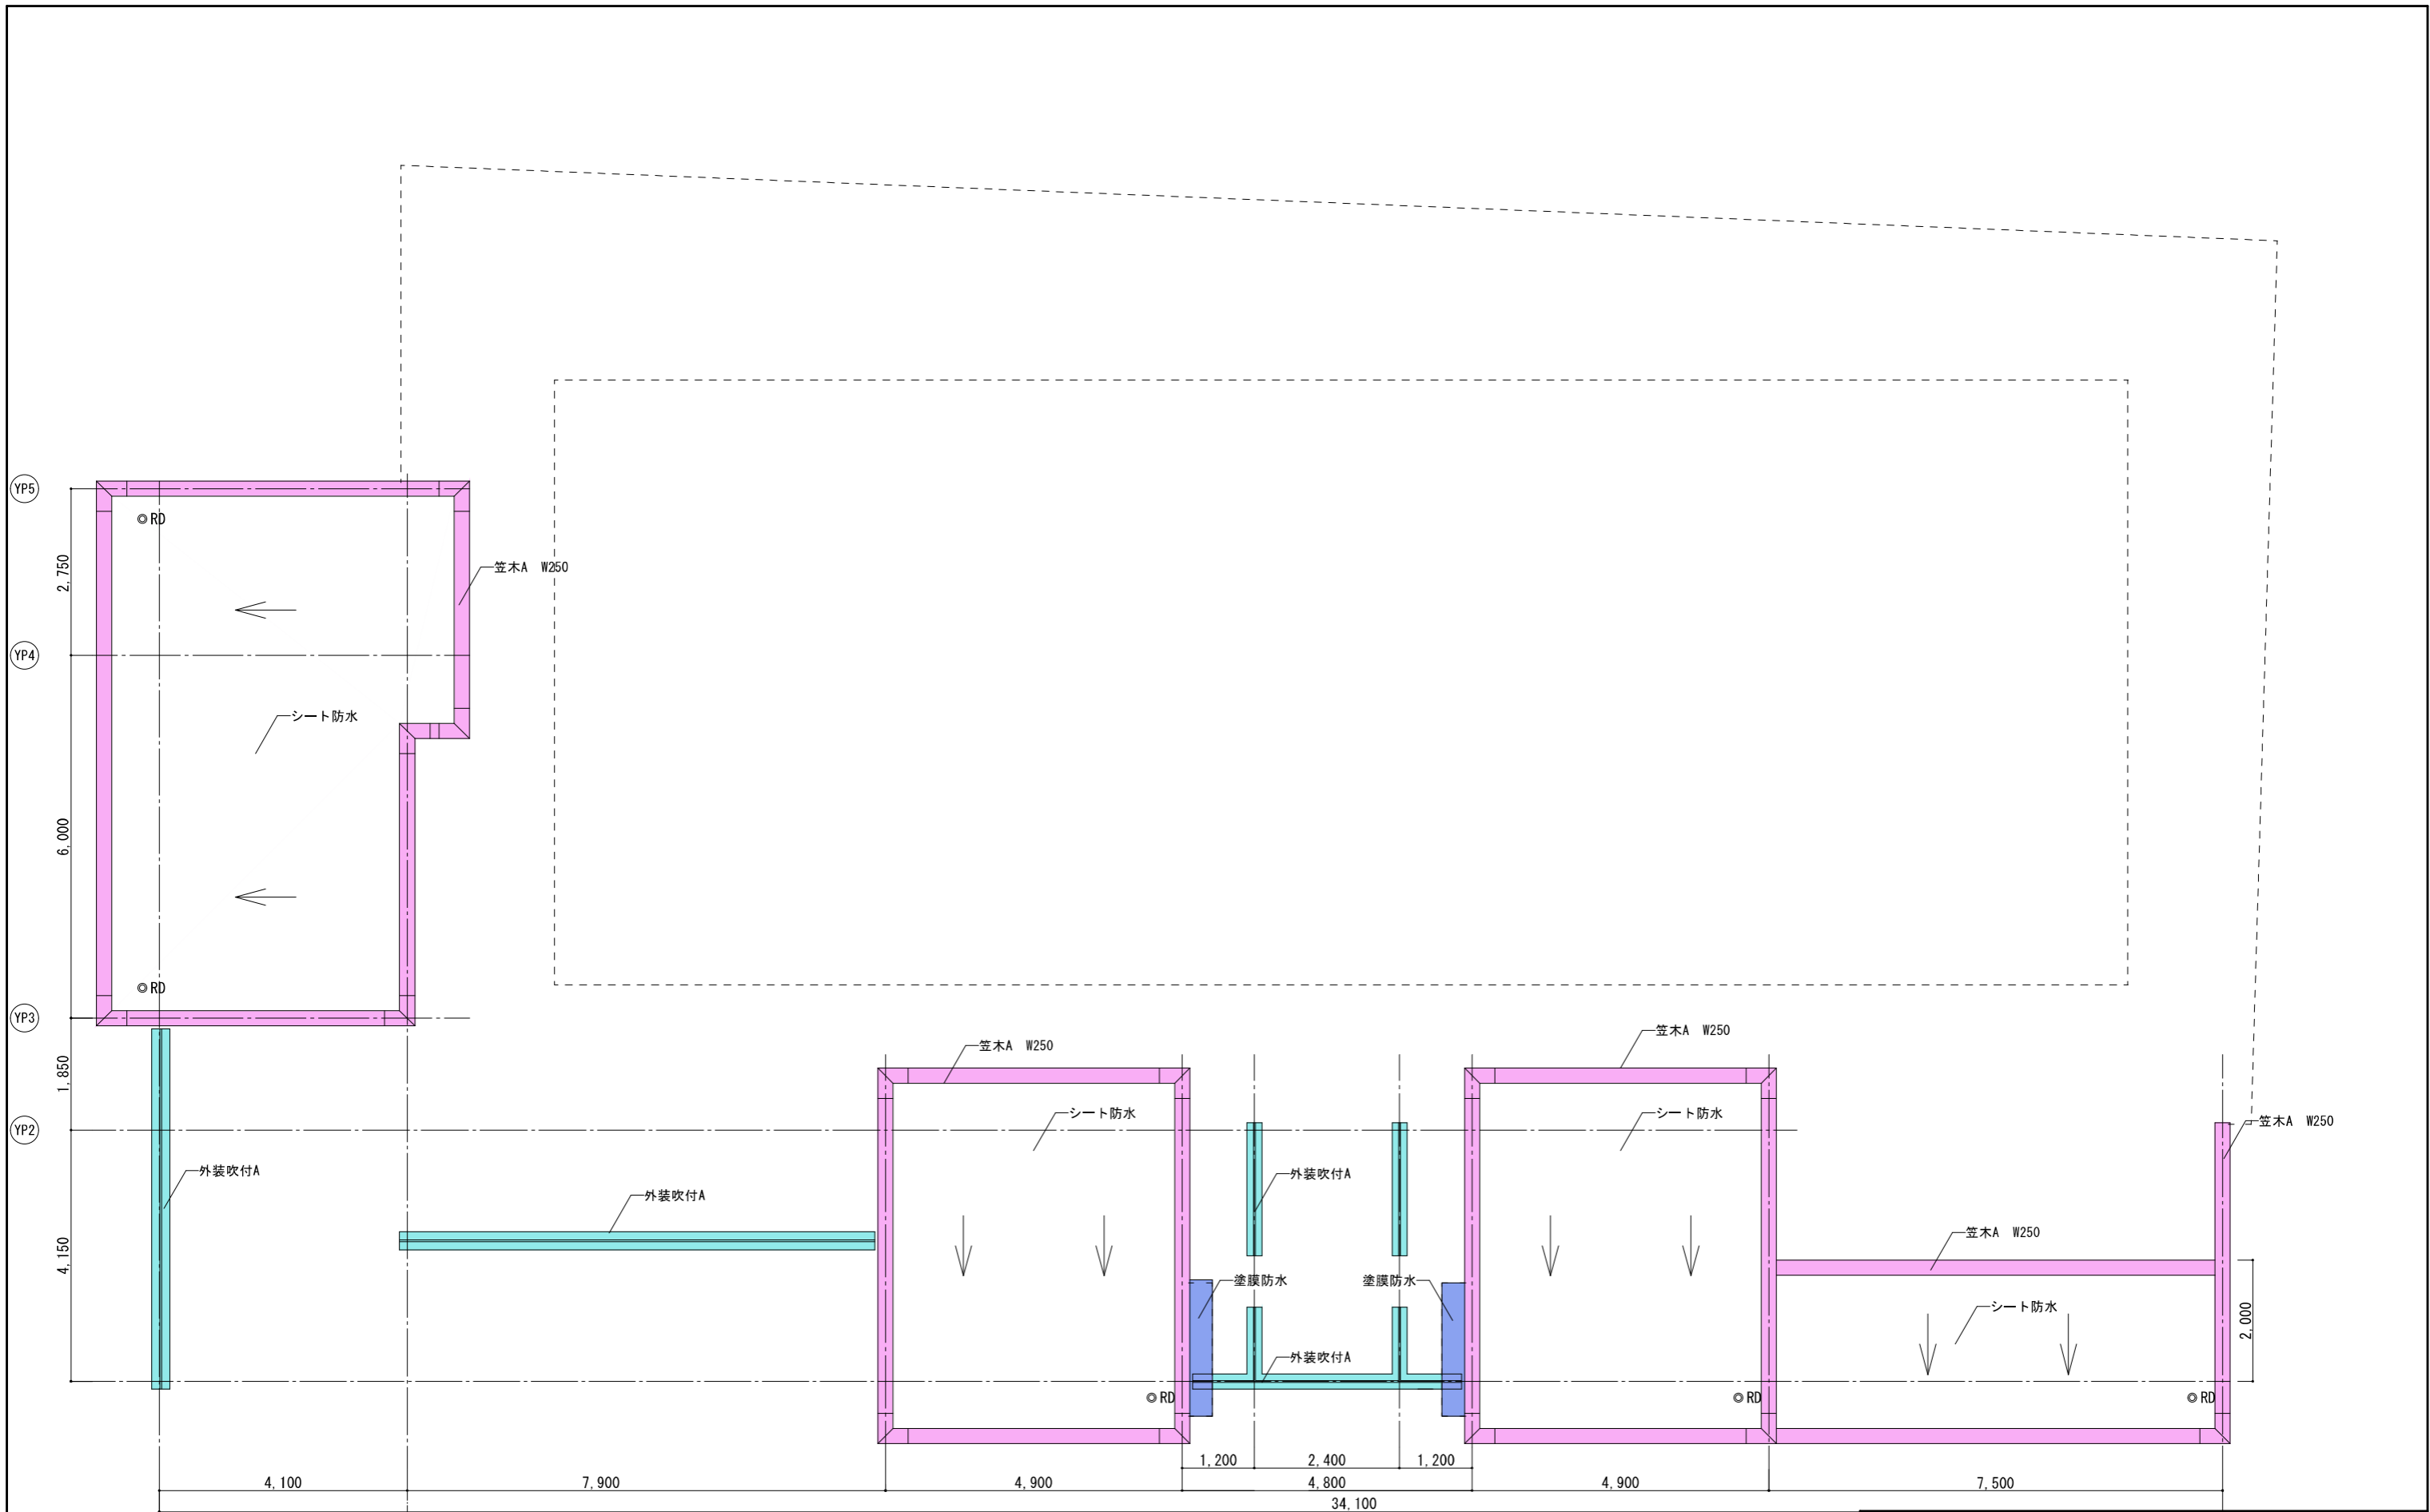 YP5
◎RD
2,750
笠木A W250
YP4
シート防水
6,000
◎RD
YP3
1,850
笠木A W250
笠木A W250
シート防水
シート防水
YP2
笠木A W250
外装吹付A
外装吹付A
外装吹付A
4,150
笠木A W250
塗膜防水
塗膜防水
シート防水
2,000
外装吹付A
◎RD
◎RD
◎RD
1,200
2,400
1,200
4,100
7,900
4,900
4,800
4,900
7,500
34,100